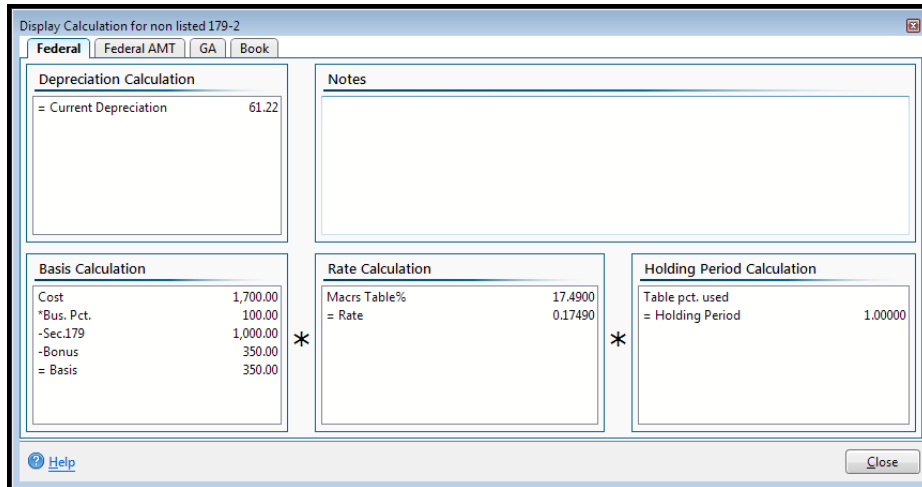 Display Calculation for non listed 179-2
Federal Federal AMT GA Book
Depreciation Calculation
= Current Depreciation 61.22
Notes
Basis Calculation
Cost 1,700.00
*Bus. Pct. 100.00
-Sec.179 1,000.00
-Bonus 350.00
= Basis 350.00
*
Rate Calculation
Macrs Table% 17.4900
= Rate 0.17490
*
Holding Period Calculation
Table pct. used
= Holding Period 1.00000
? Help
Close